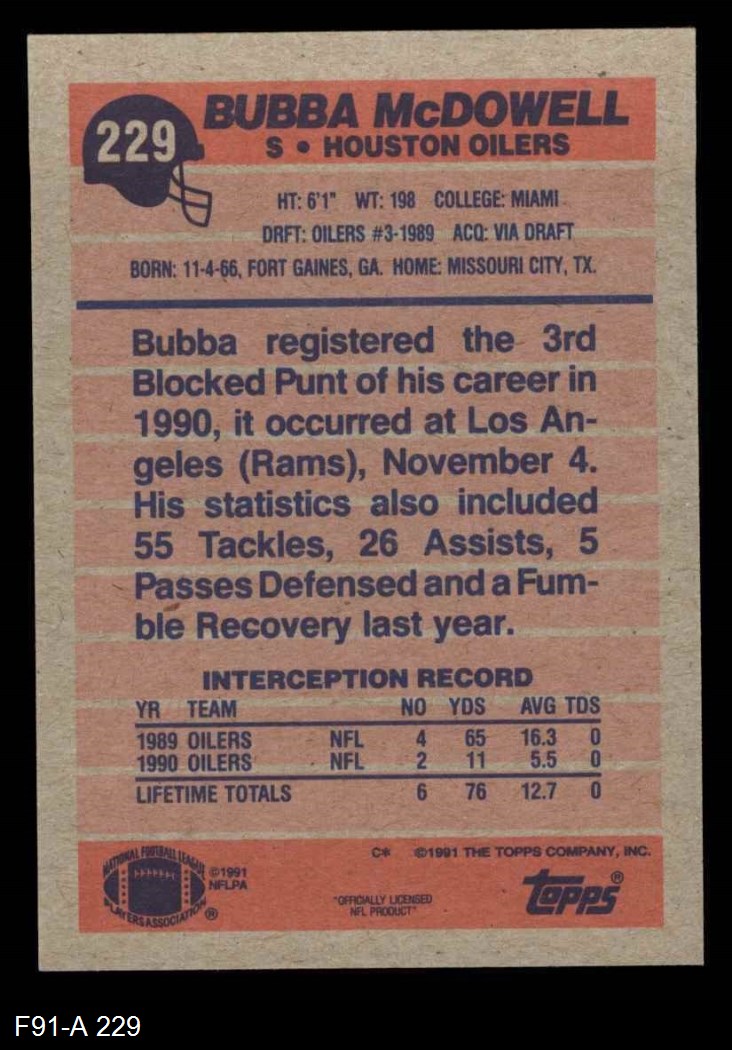 229
BUBBA McDOWELL
S • HOUSTON OILERS
HT: 6'1" WT: 198 COLLEGE: MIAMI
DRFT: OILERS #3-1989 ACQ: VIA DRAFT
BORN: 11-4-66, FORT GAINES, GA. HOME: MISSOURI CITY, TX.
Bubba registered the 3rd
Blocked Punt of his career in
1990, it occurred at Los An-
geles (Rams), November 4.
His statistics also included
55 Tackles, 26 Assists, 5
Passes Defensed and a Fum-
ble Recovery last year.
INTERCEPTION RECORD
YR TEAM NO YDS AVG TDS
1989 OILERS NFL 4 65 16.3 0
1990 OILERS NFL 2 11 5.5 0
LIFETIME TOTALS 6 76 12.7 0
C* ©1991 THE TOPPS COMPANY, INC.
NATIONAL FOOTBALL LEAGUE
PLAYERS ASSOCIATION ®
©1991
NFLPA
"OFFICIALLY LICENSED
NFL PRODUCT"
topps®
F91-A 229